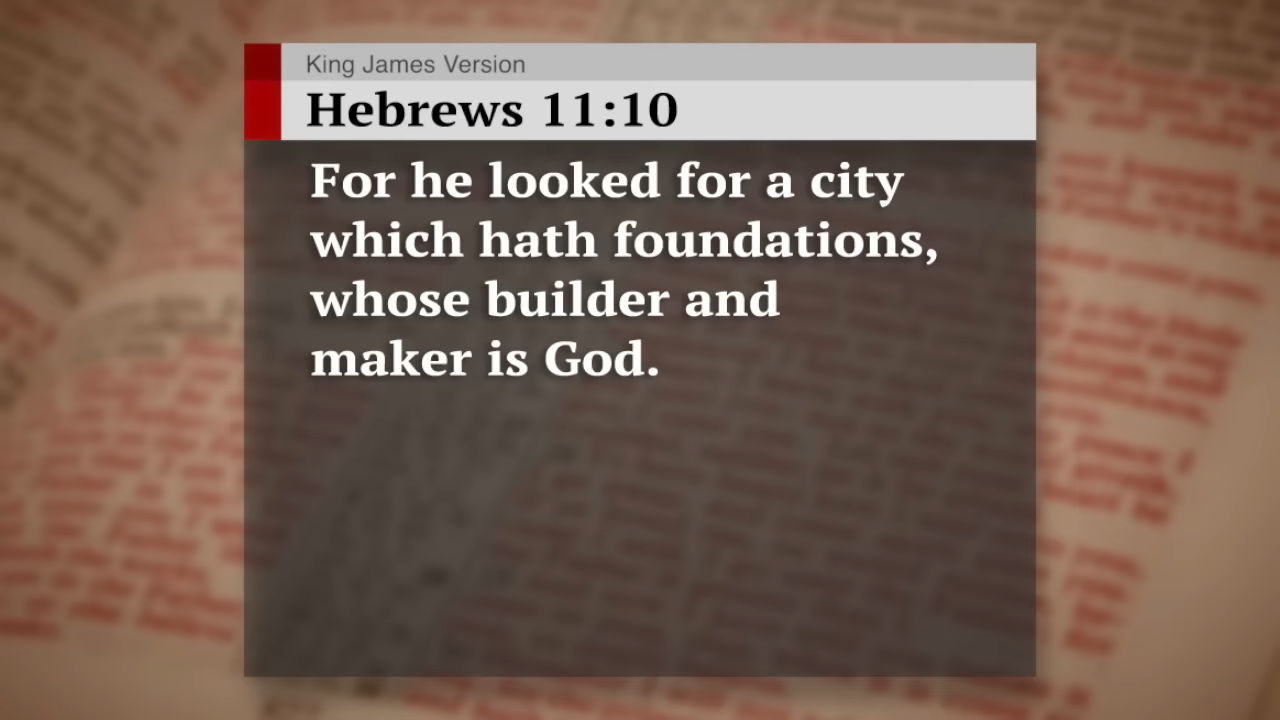 King James Version
Hebrews 11:10
For he looked for a city
which hath foundations,
whose builder and
maker is God.